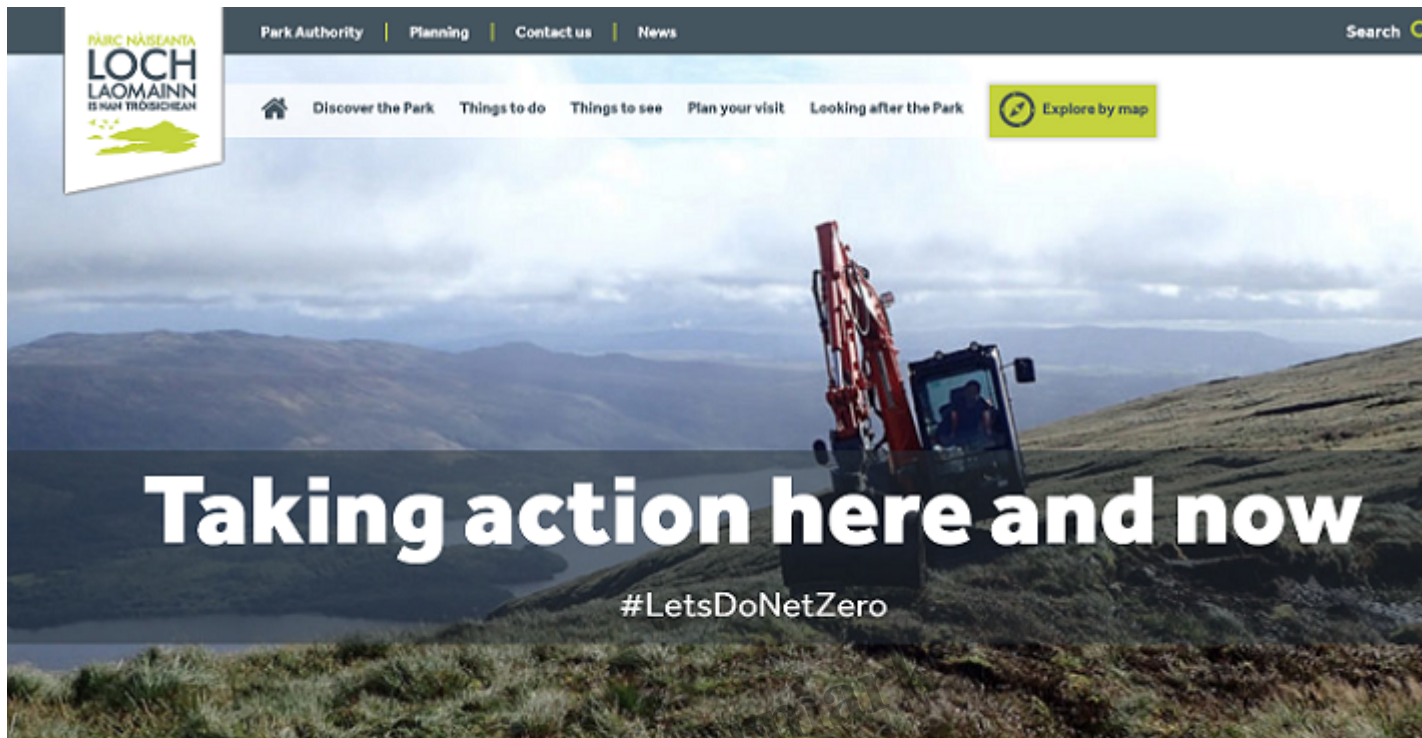 Park Authority | Planning | Contact us | News
Search
PÀIRC NÀISEANTA
LOCH
LAOMAINN
IS NAN TRÒISICHEAN
Discover the Park Things to do Things to see Plan your visit Looking after the Park Explore by map
Taking action here and now
#LetsDoNetZero